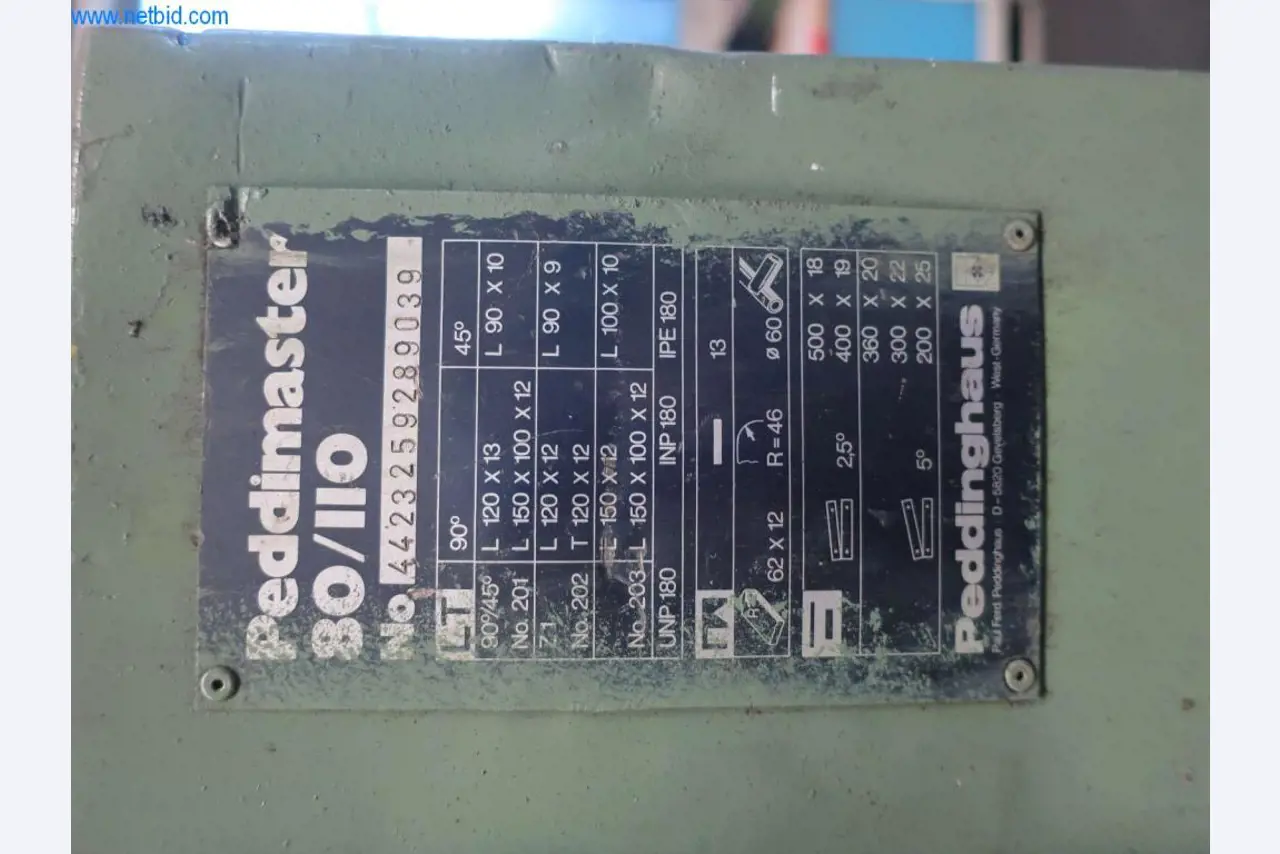 www.netbid.com
Peddimaster
80/110
No. 4423259289039
90° 45°
90°/45° L 120 X 13 L 90 X 10
No. 201 L 150 X 100 X 12
L 120 X 12 L 90 X 9
No. 202 T 120 X 12
150 X 12 L 100 X 10
No. 203 L 150 X 100 X 12
UNP 180 INP 180 IPE 180
13
R 62 X 12 R = 46 ø 60
500 X 18
2,5° 400 X 19
360 X 20
300 X 22
5° 200 X 25
Peddinghaus
Paul Ferd. Peddinghaus D-5820 Gevelsberg West-Germany